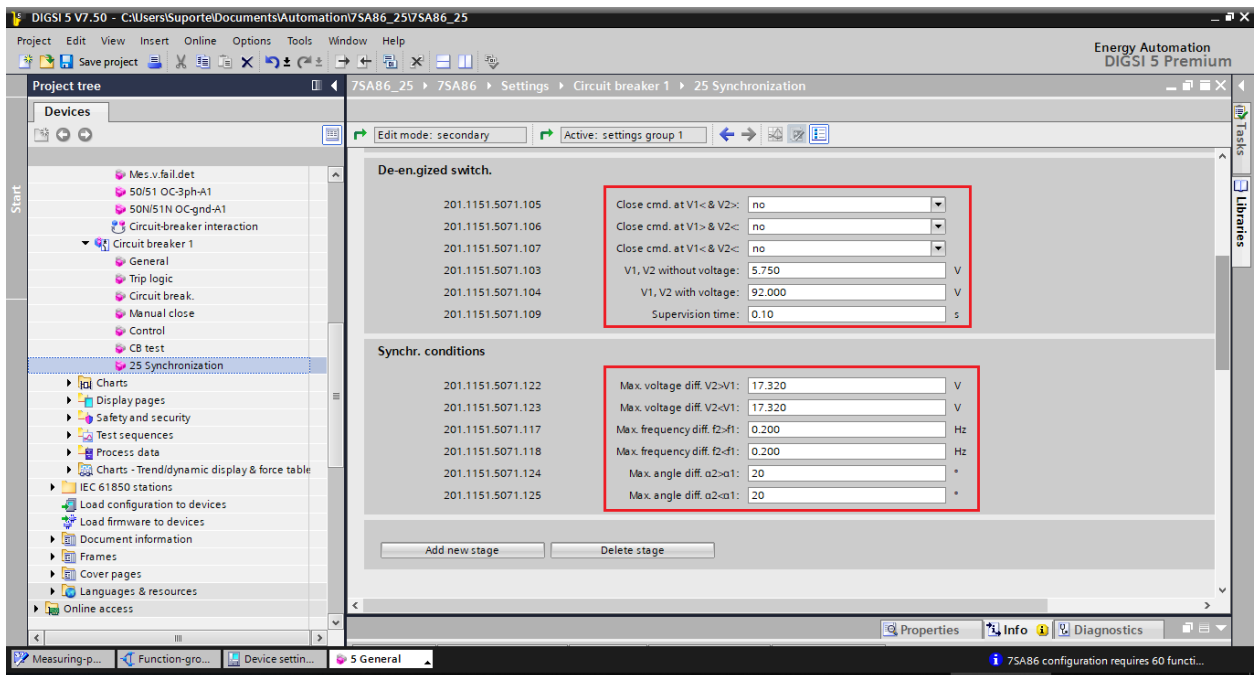 DIGSI 5 V7.50 - C:\Users\Suporte\Documents\Automation\7SA86_25\7SA86_25
Project Edit View Insert Online Options Tools Window Help
Save project
Energy Automation
DIGSI 5 Premium
Project tree
7SA86_25 7SA86 Settings Circuit breaker 1 25 Synchronization
Devices
Edit mode: secondary Active: settings group 1
Start
Mes.v.fail.det
50/51 OC-3ph-A1
50N/51N OC-gnd-A1
Circuit-breaker interaction
Circuit breaker 1
General
Trip logic
Circuit break.
Manual close
Control
CB test
25 Synchronization
Charts
Display pages
Safety and security
Test sequences
Process data
Charts - Trend/dynamic display & force table
IEC 61850 stations
Load configuration to devices
Load firmware to devices
Document information
Frames
Cover pages
Languages & resources
Online access
De-en.gized switch.
201.1151.5071.105 Close cmd. at V1< & V2>: no
201.1151.5071.106 Close cmd. at V1> & V2<: no
201.1151.5071.107 Close cmd. at V1< & V2<: no
201.1151.5071.103 V1, V2 without voltage: 5.750 V
201.1151.5071.104 V1, V2 with voltage: 92.000 V
201.1151.5071.109 Supervision time: 0.10 s
Synchr. conditions
201.1151.5071.122 Max. voltage diff. V2>V1: 17.320 V
201.1151.5071.123 Max. voltage diff. V2<V1: 17.320 V
201.1151.5071.117 Max. frequency diff. f2>f1: 0.200 Hz
201.1151.5071.118 Max. frequency diff. f2<f1: 0.200 Hz
201.1151.5071.124 Max. angle diff. α2>α1: 20 °
201.1151.5071.125 Max. angle diff. α2<α1: 20 °
Add new stage Delete stage
Tasks
Libraries
Properties Info Diagnostics
Measuring-p... Function-gro... Device settin... 5 General
7SA86 configuration requires 60 functi...